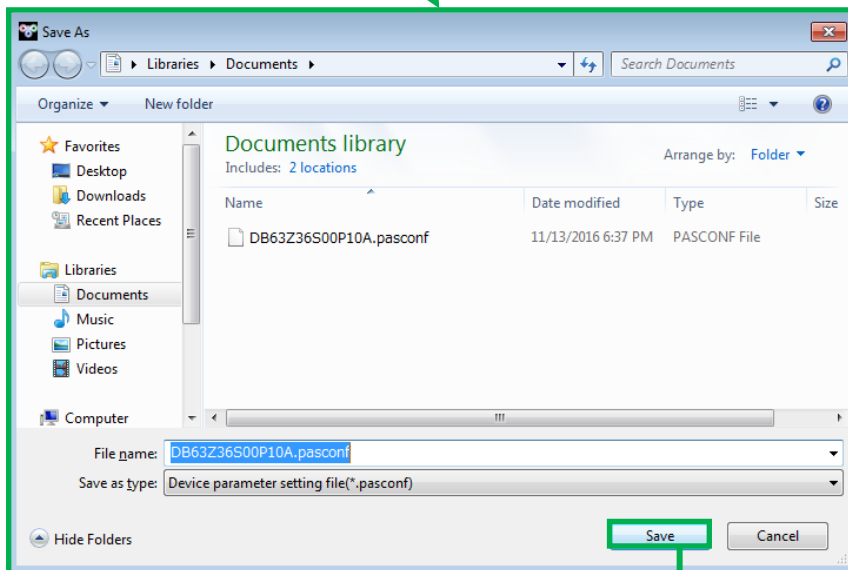 Save As
Libraries Documents Search Documents
Organize New folder
Favorites
Desktop
Downloads
Recent Places
Libraries
Documents
Music
Pictures
Videos
Computer
Documents library
Includes: 2 locations
Arrange by: Folder
Name Date modified Type Size
DB63Z36S00P10A.pasconf 11/13/2016 6:37 PM PASCONF File
File name: DB63Z36S00P10A.pasconf
Save as type: Device parameter setting file(*.pasconf)
Hide Folders Save Cancel